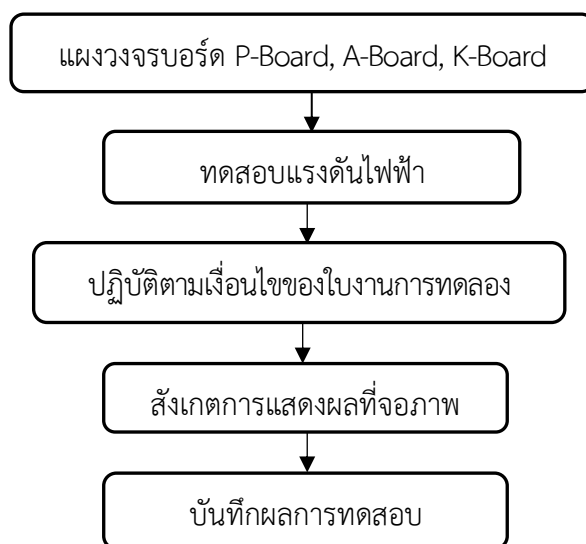 แผงวงจรบอร์ด P-Board, A-Board, K-Board
ทดสอบแรงดันไฟฟ้า
ปฏิบัติตามเงื่อนไขของใบงานการทดลอง
สังเกตการแสดงผลที่จอภาพ
บันทึกผลการทดสอบ